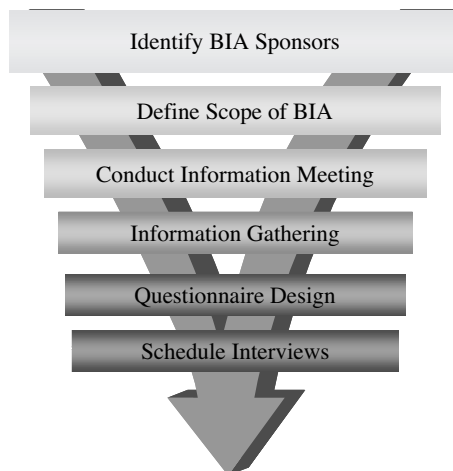 Identify BIA Sponsors
Define Scope of BIA
Conduct Information Meeting
Information Gathering
Questionnaire Design
Schedule Interviews